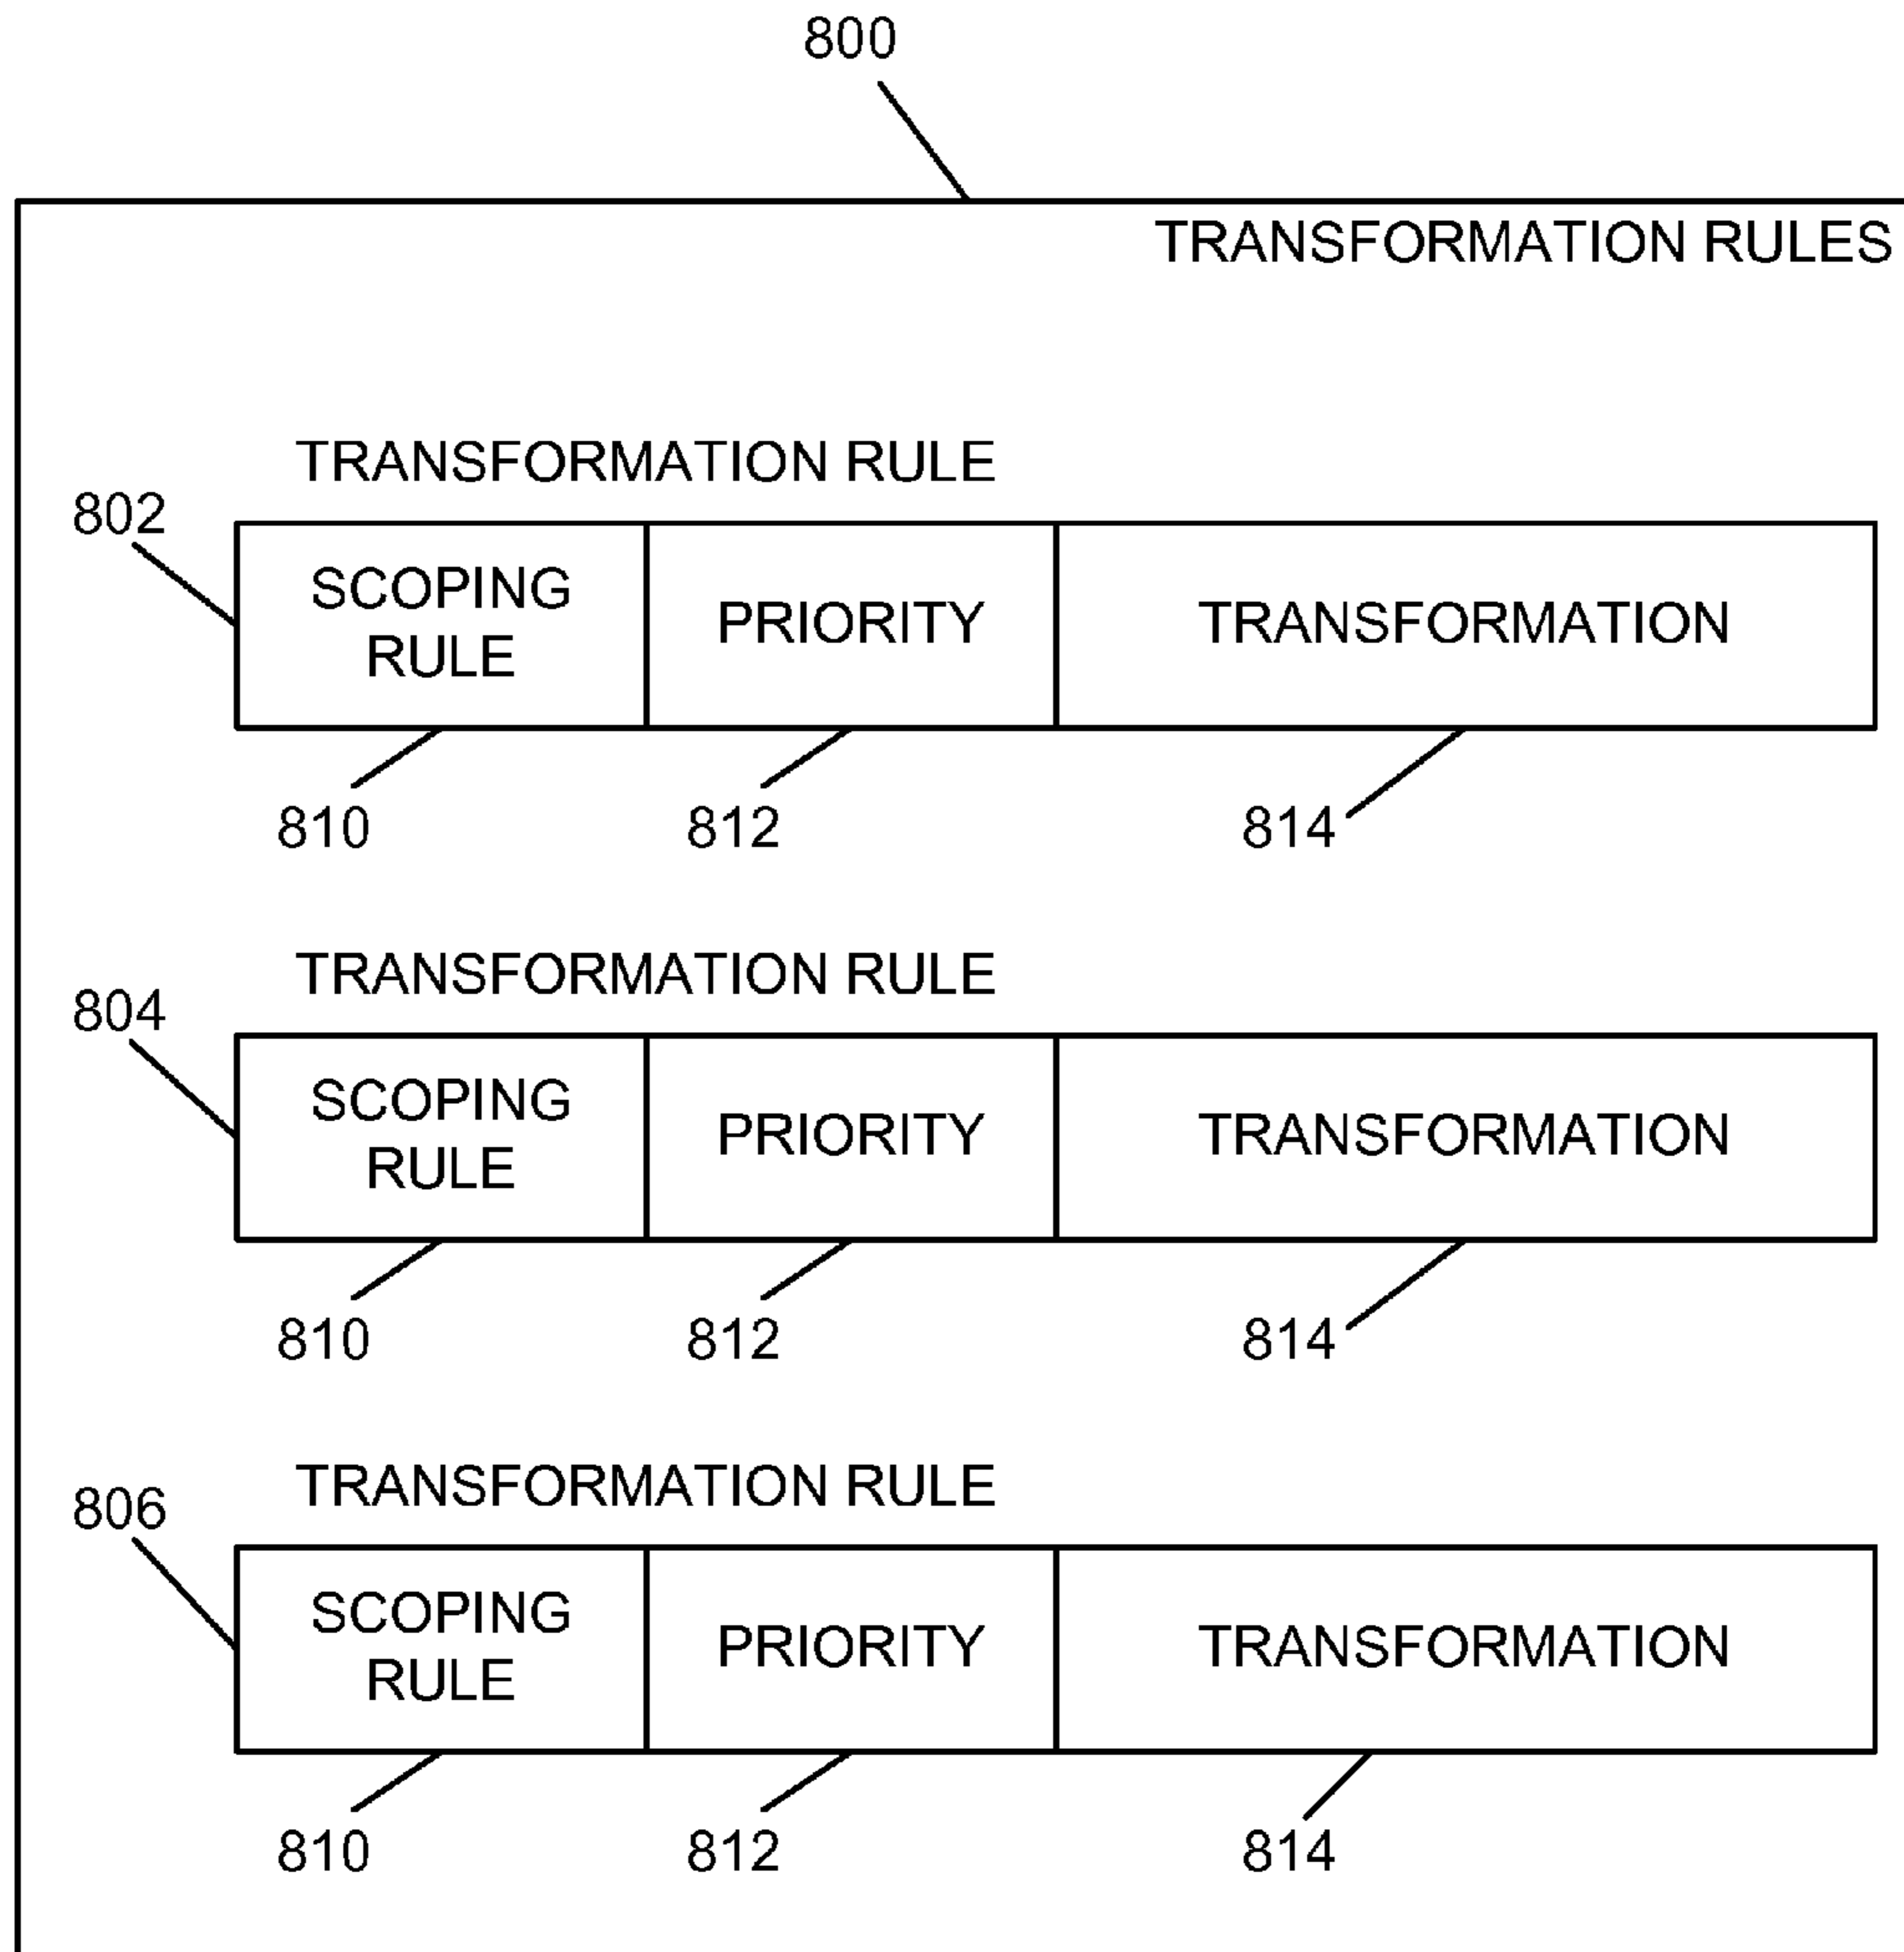 800
TRANSFORMATION RULES
TRANSFORMATION RULE
802
SCOPING
RULE
PRIORITY
TRANSFORMATION
810
812
814
TRANSFORMATION RULE
804
SCOPING
RULE
PRIORITY
TRANSFORMATION
810
812
814
TRANSFORMATION RULE
806
SCOPING
RULE
PRIORITY
TRANSFORMATION
810
812
814